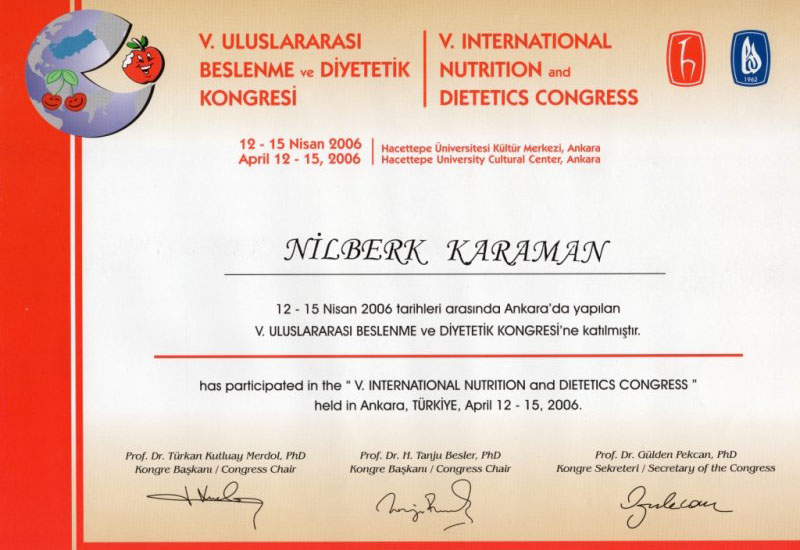 V. ULUSLARARASI
BESLENME ve DİYETETİK
KONGRESİ
V. INTERNATIONAL
NUTRITION and
DIETETICS CONGRESS
1962
12 - 15 Nisan 2006
April 12 - 15, 2006
Hacettepe Üniversitesi Kültür Merkezi, Ankara
Hacettepe University Cultural Center, Ankara
NİLBERK KARAMAN
12 - 15 Nisan 2006 tarihleri arasında Ankara'da yapılan
V. ULUSLARARASI BESLENME ve DİYETETİK KONGRESİ'ne katılmıştır.
has participated in the " V. INTERNATIONAL NUTRITION and DIETETICS CONGRESS "
held in Ankara, TÜRKİYE, April 12 - 15, 2006.
Prof. Dr. Türkan Kutluay Merdol, PhD
Kongre Başkanı / Congress Chair
Prof. Dr. H. Tanju Besler, PhD
Kongre Başkanı / Congress Chair
Prof. Dr. Gülden Pekcan, PhD
Kongre Sekreteri / Secretary of the Congress